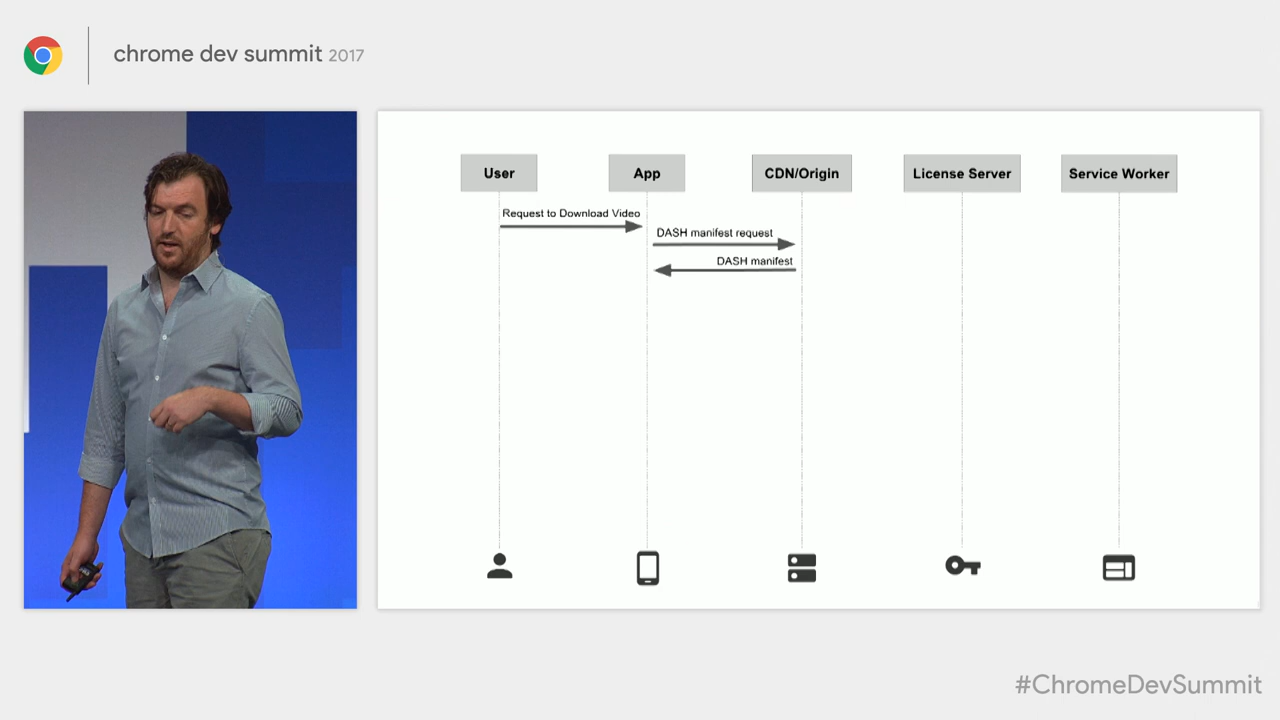 chrome dev summit 2017
User
App
CDN/Origin
License Server
Service Worker
Request to Download Video
DASH manifest request
DASH manifest
#ChromeDevSummit